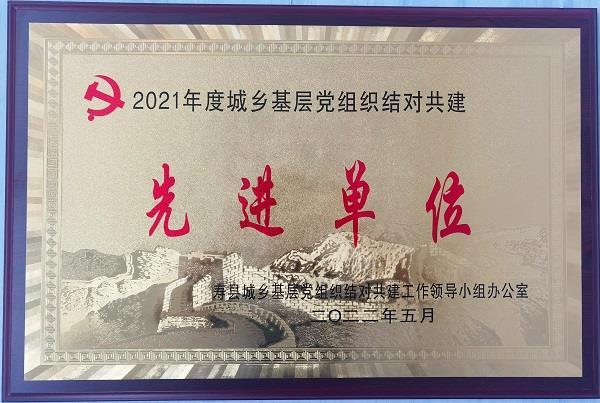 2021年度城乡基层党组织结对共建
先进单位
寿县城乡基层党组织结对共建工作领导小组办公室
二〇二二年五月